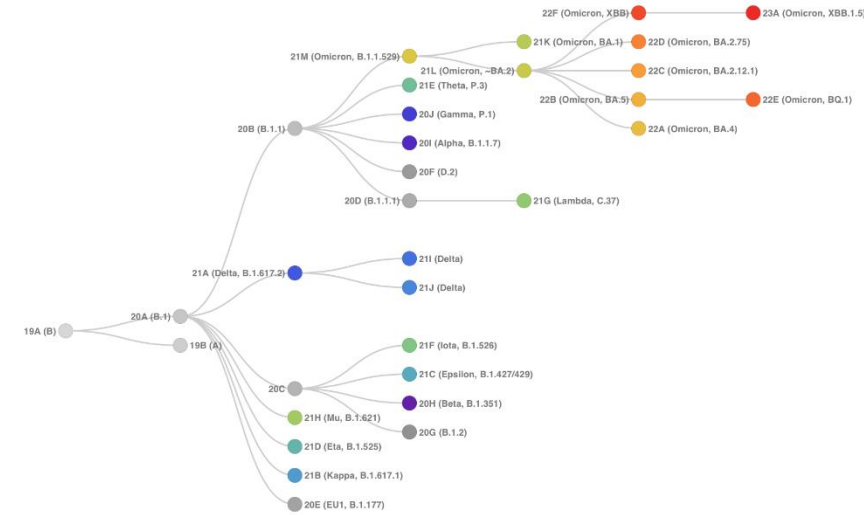 22F (Omicron, XBB)
23A (Omicron, XBB.1.5)
21K (Omicron, BA.1)
22D (Omicron, BA.2.75)
21M (Omicron, B.1.1.529)
21L (Omicron, ~BA.2)
22C (Omicron, BA.2.12.1)
21E (Theta, P.3)
22B (Omicron, BA.5)
22E (Omicron, BQ.1)
20J (Gamma, P.1)
20B (B.1.1)
22A (Omicron, BA.4)
20I (Alpha, B.1.1.7)
20F (D.2)
20D (B.1.1.1)
21G (Lambda, C.37)
21I (Delta)
21A (Delta, B.1.617.2)
21J (Delta)
20A (B.1)
19A (B)
19B (A)
21F (Iota, B.1.526)
21C (Epsilon, B.1.427/429)
20C
20H (Beta, B.1.351)
21H (Mu, B.1.621)
20G (B.1.2)
21D (Eta, B.1.525)
21B (Kappa, B.1.617.1)
20E (EU1, B.1.177)